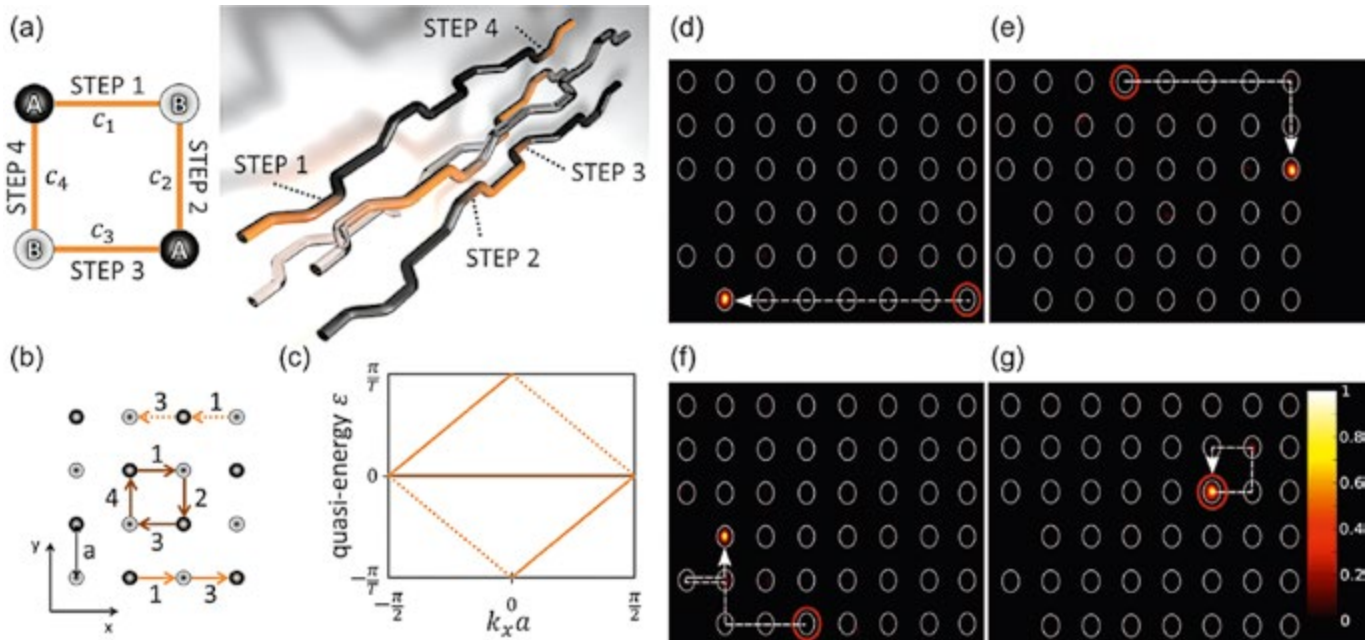 (a)
STEP 1
A
B
c₁
STEP 4
c₄
c₂
STEP 2
B
A
c₃
STEP 3
STEP 4
STEP 1
STEP 3
STEP 2
(b)
3
1
1
4
2
3
a
1
3
y
x
(c)
quasi-energy ε
π/T
0
-π/T
-π/2
0
π/2
kₓa
(d)
(e)
(f)
(g)
1
0.8
0.6
0.4
0.2
0